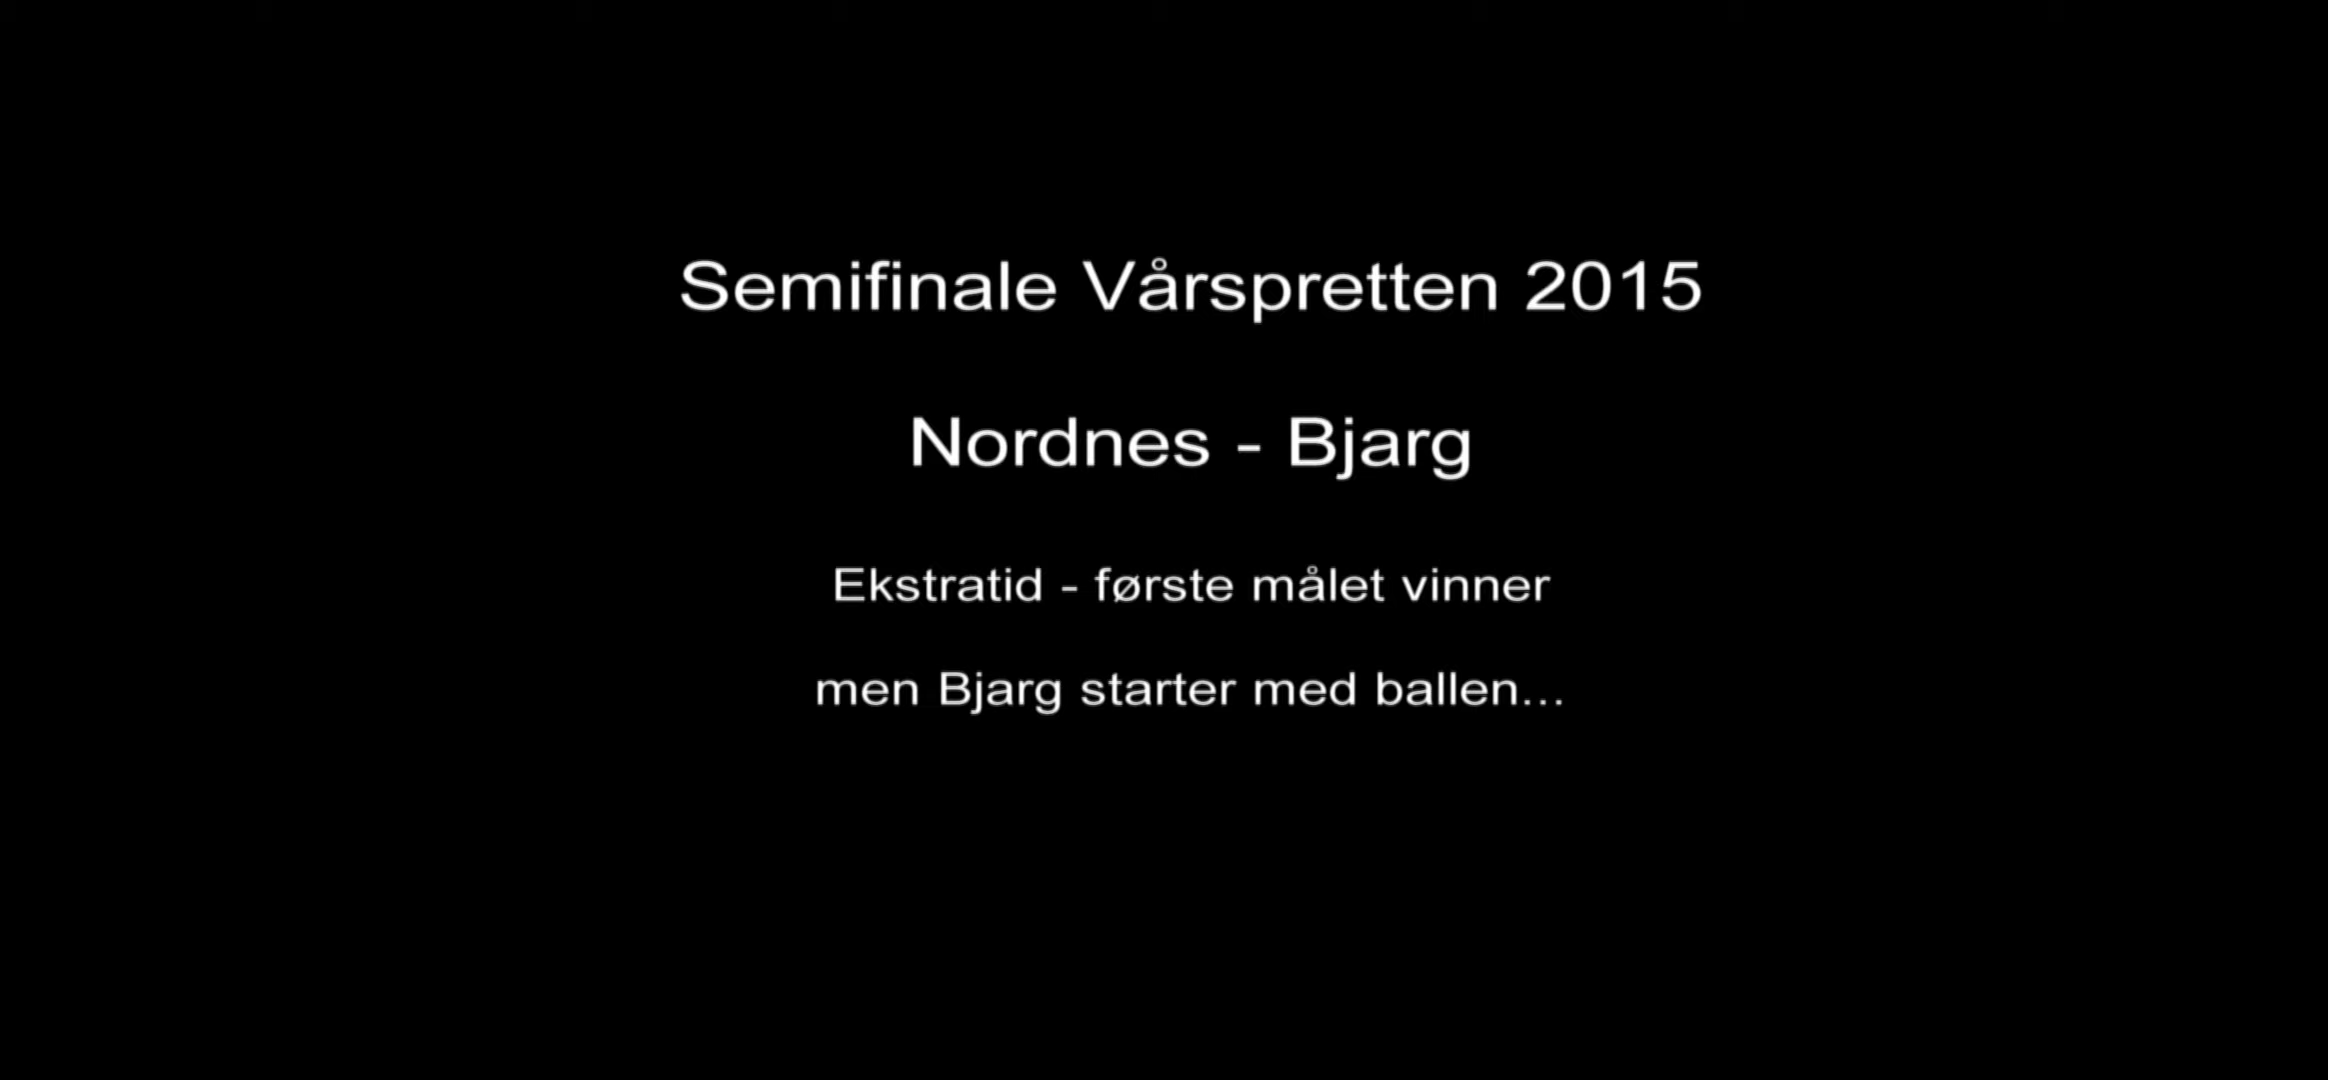 Semifinale Vårspretten 2015
Nordnes - Bjarg
Ekstratid - første målet vinner
men Bjarg starter med ballen...